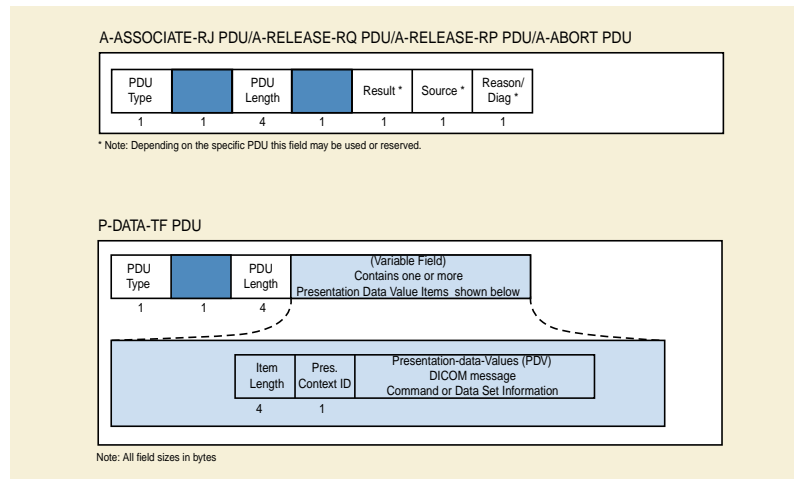 A-ASSOCIATE-RJ PDU/A-RELEASE-RQ PDU/A-RELEASE-RP PDU/A-ABORT PDU
PDU Type
PDU Length
Result *
Source *
Reason/ Diag *
1 1 4 1 1 1 1
* Note: Depending on the specific PDU this field may be used or reserved.
P-DATA-TF PDU
PDU Type
PDU Length
(Variable Field)
Contains one or more
Presentation Data Value Items shown below
1 1 4
Item Length
Pres. Context ID
Presentation-data-Values (PDV)
DICOM message
Command or Data Set Information
4 1
Note: All field sizes in bytes